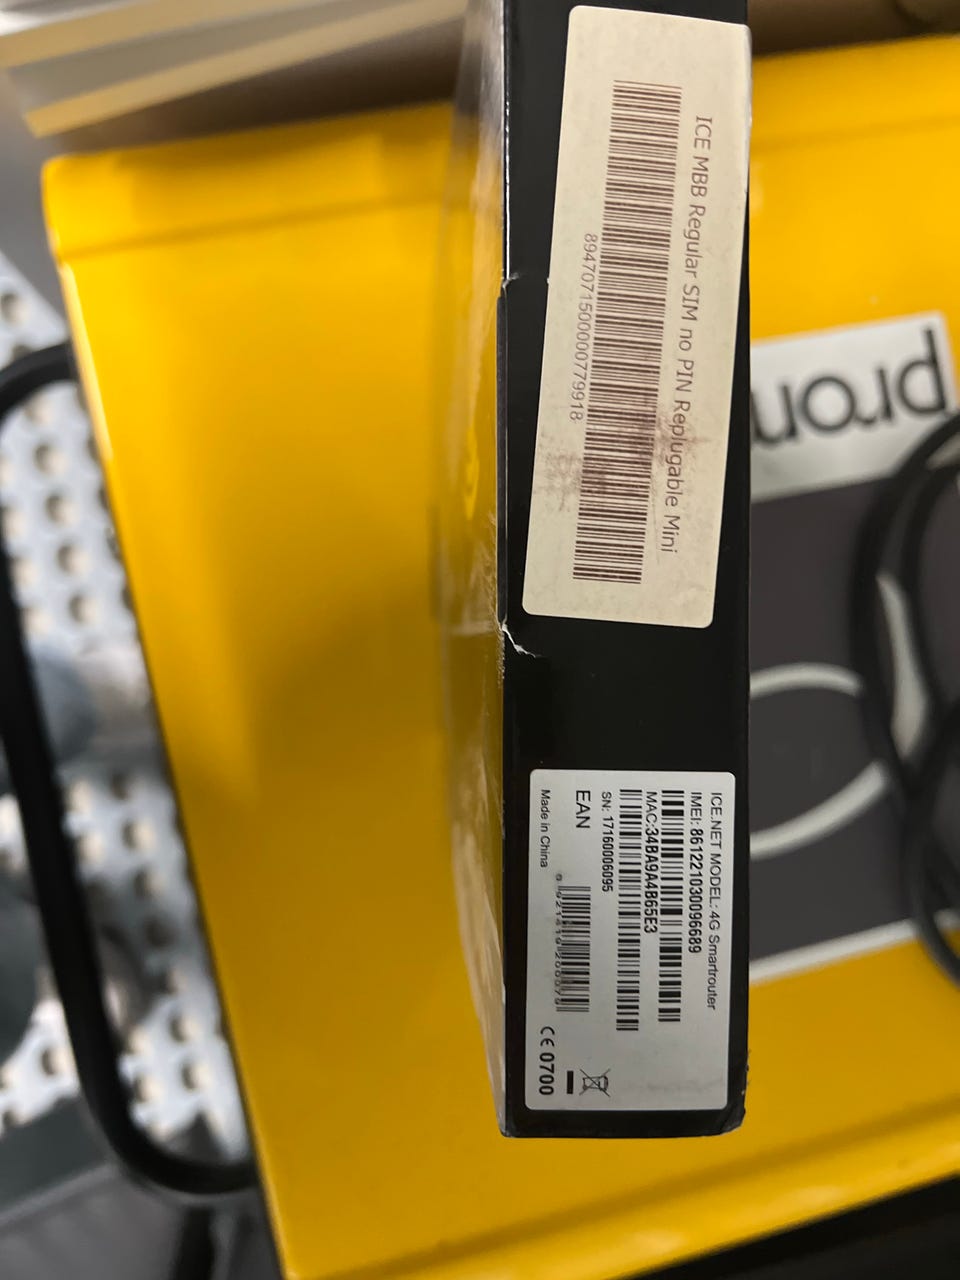 ICE MBB Regular SIM no PIN Replugable Mini
8947071500000779918
ICE.NET MODEL: 4G Smartrouter
IMEI: 861221030096689
MAC:34BA9A4B65E3
SN: 17160006095
EAN
Made in China
CE 0700
pron